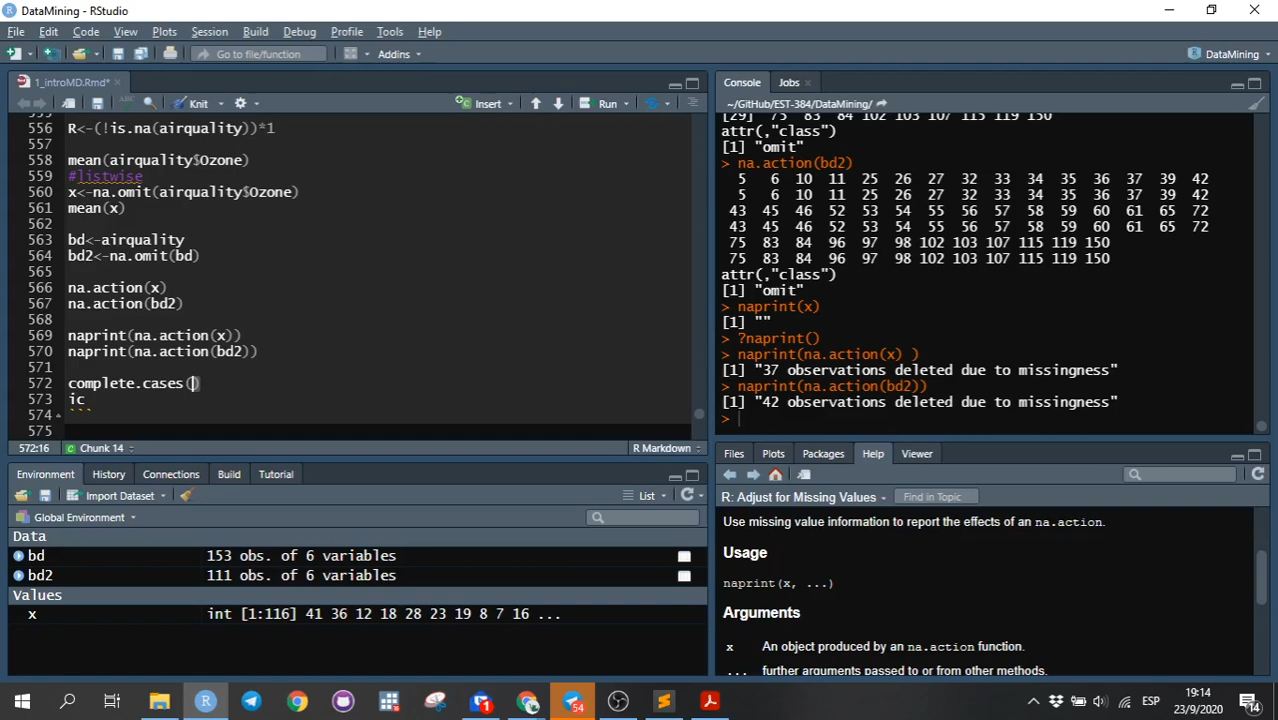 DataMining - RStudio
File Edit Code View Plots Session Build Debug Profile Tools Help
Go to file/function Addins DataMining
1_introMD.Rmd*
Knit Insert Run
556 R<-(!is.na(airquality))*1
557
558 mean(airquality$Ozone)
559 #listwise
560 x<-na.omit(airquality$Ozone)
561 mean(x)
562
563 bd<-airquality
564 bd2<-na.omit(bd)
565
566 na.action(x)
567 na.action(bd2)
568
569 naprint(na.action(x))
570 naprint(na.action(bd2))
571
572 complete.cases()
573 ic
574 ```
575
572:16 Chunk 14 R Markdown
Console Jobs
~/GitHub/EST-384/DataMining/
[29] 75 83 84 102 103 107 115 119 150
attr(,"class")
[1] "omit"
> na.action(bd2)
5 6 10 11 25 26 27 32 33 34 35 36 37 39 42
5 6 10 11 25 26 27 32 33 34 35 36 37 39 42
43 45 46 52 53 54 55 56 57 58 59 60 61 65 72
43 45 46 52 53 54 55 56 57 58 59 60 61 65 72
75 83 84 96 97 98 102 103 107 115 119 150
75 83 84 96 97 98 102 103 107 115 119 150
attr(,"class")
[1] "omit"
> naprint(x)
[1] ""
> ?naprint()
> naprint(na.action(x) )
[1] "37 observations deleted due to missingness"
> naprint(na.action(bd2))
[1] "42 observations deleted due to missingness"
>
Environment History Connections Build Tutorial
Import Dataset List
Global Environment
Data
bd 153 obs. of 6 variables
bd2 111 obs. of 6 variables
Values
x int [1:116] 41 36 12 18 28 23 19 8 7 16 ...
Files Plots Packages Help Viewer
R: Adjust for Missing Values Find in Topic
Use missing value information to report the effects of an na.action.
Usage
naprint(x, ...)
Arguments
x An object produced by an na.action function.
... further arguments passed to or from other methods.
54
ESP
19:14
23/9/2020
14